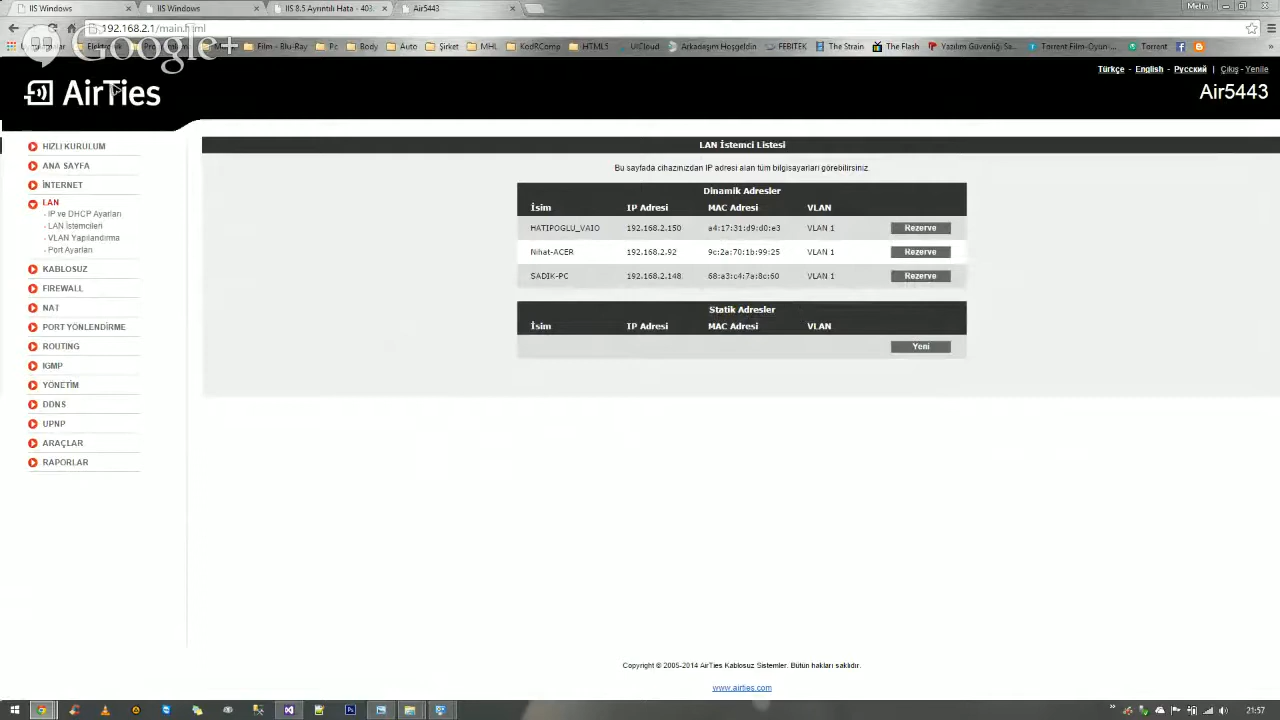 IIS Windows
IIS Windows
IIS 8.5 Ayrıntılı Hata - 403.
Air5443
Metin
192.168.2.1/main.html
Google+
Film - Blu-Ray
Pc
Body
Auto
Şirket
MHL
KodRComp
HTML5
UICloud
Arkadaşım Hoşgeldin
FEBITEK
The Strain
The Flash
Yazılım Güvenliği Sa...
Torrent Film-Oyun-...
Torrent
Türkçe - English - Русский | Çıkış - Yenile
AirTies
Air5443
HIZLI KURULUM
ANA SAYFA
İNTERNET
LAN
- IP ve DHCP Ayarları
- LAN İstemcileri
- VLAN Yapılandırma
- Port Ayarları
KABLOSUZ
FIREWALL
NAT
PORT YÖNLENDİRME
ROUTING
IGMP
YÖNETİM
DDNS
UPNP
ARAÇLAR
RAPORLAR
LAN İstemci Listesi
Bu sayfada cihazınızdan IP adresi alan tüm bilgisayarları görebilirsiniz.
Dinamik Adresler
İsim IP Adresi MAC Adresi VLAN
HATIPOGLU_VAIO 192.168.2.150 a4:17:31:d9:d0:e3 VLAN 1 Rezerve
Nihat-ACER 192.168.2.92 9c:2a:70:1b:99:25 VLAN 1 Rezerve
SADIK-PC 192.168.2.148 68:a3:c4:7a:8c:60 VLAN 1 Rezerve
Statik Adresler
İsim IP Adresi MAC Adresi VLAN
Yeni
Copyright © 2005-2014 AirTies Kablosuz Sistemler. Bütün hakları saklıdır.
www.airties.com
21:57